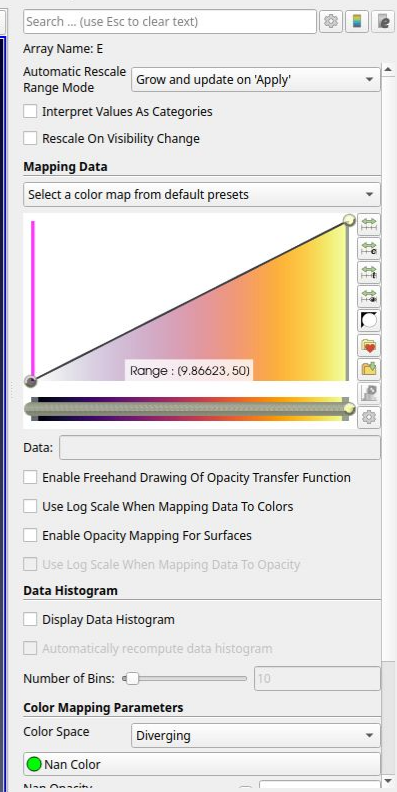 Search ... (use Esc to clear text)
Array Name: E
Automatic Rescale
Range Mode
Grow and update on 'Apply'
Interpret Values As Categories
Rescale On Visibility Change
Mapping Data
Select a color map from default presets
Range : (9.86623, 50)
Data:
Enable Freehand Drawing Of Opacity Transfer Function
Use Log Scale When Mapping Data To Colors
Enable Opacity Mapping For Surfaces
Use Log Scale When Mapping Data To Opacity
Data Histogram
Display Data Histogram
Automatically recompute data histogram
Number of Bins:
10
Color Mapping Parameters
Color Space
Diverging
Nan Color
Nan Opacity